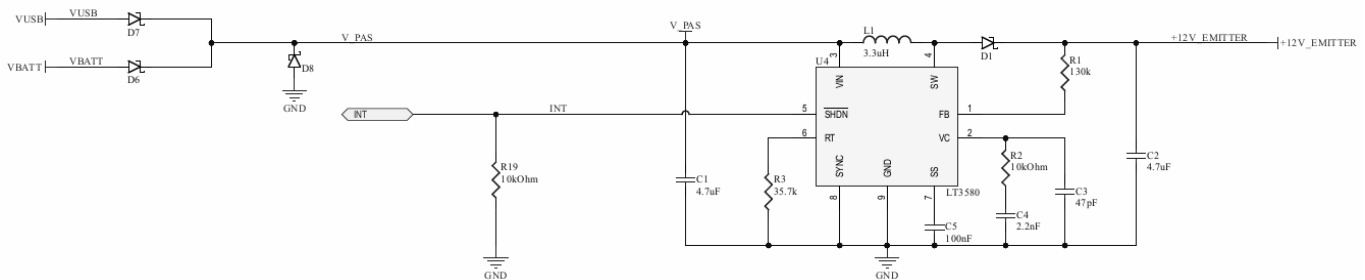 VUSB
VUSB
D7
VBATT
VBATT
D6
D8
GND
V_PAS
V_PAS
L1
3.3uH
D1
+12V_EMITTER
+12V_EMITTER
R1
130k
U4
3
VIN
4
SW
INT
INT
5
SHDN
FB
1
6
RT
VC
2
SYNC
GND
SS
LT3580
8
9
7
R19
10kOhm
GND
C1
4.7uF
R3
35.7k
C5
100nF
R2
10kOhm
C4
2.2nF
C3
47pF
C2
4.7uF
GND